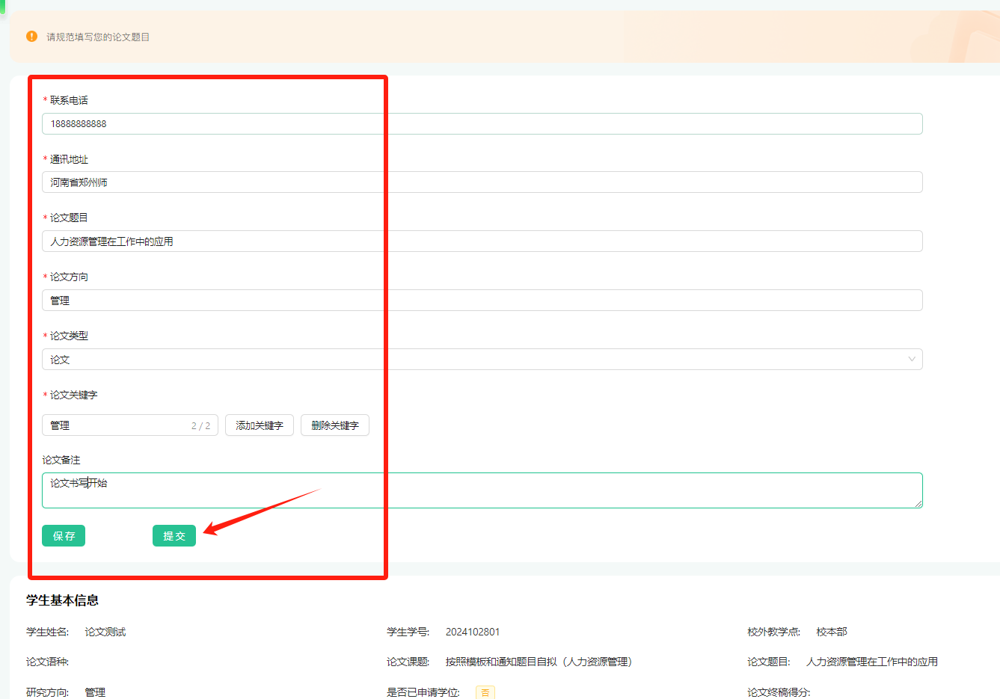 请规范填写您的论文题目
* 联系电话
18888888888
* 通讯地址
河南省郑州师
* 论文题目
人力资源管理在工作中的应用
* 论文方向
管理
* 论文类型
论文
* 论文关键字
管理 2 / 2 添加关键字 删除关键字
论文备注
论文书写开始
保存 提交
学生基本信息
学生姓名: 论文测试 学生学号: 2024102801 校外教学点: 校本部
论文语种: 论文课题: 按照模板和通知题目自拟（人力资源管理） 论文题目: 人力资源管理在工作中的应用
研究方向: 管理 是否已申请学位: 否 论文终稿得分: